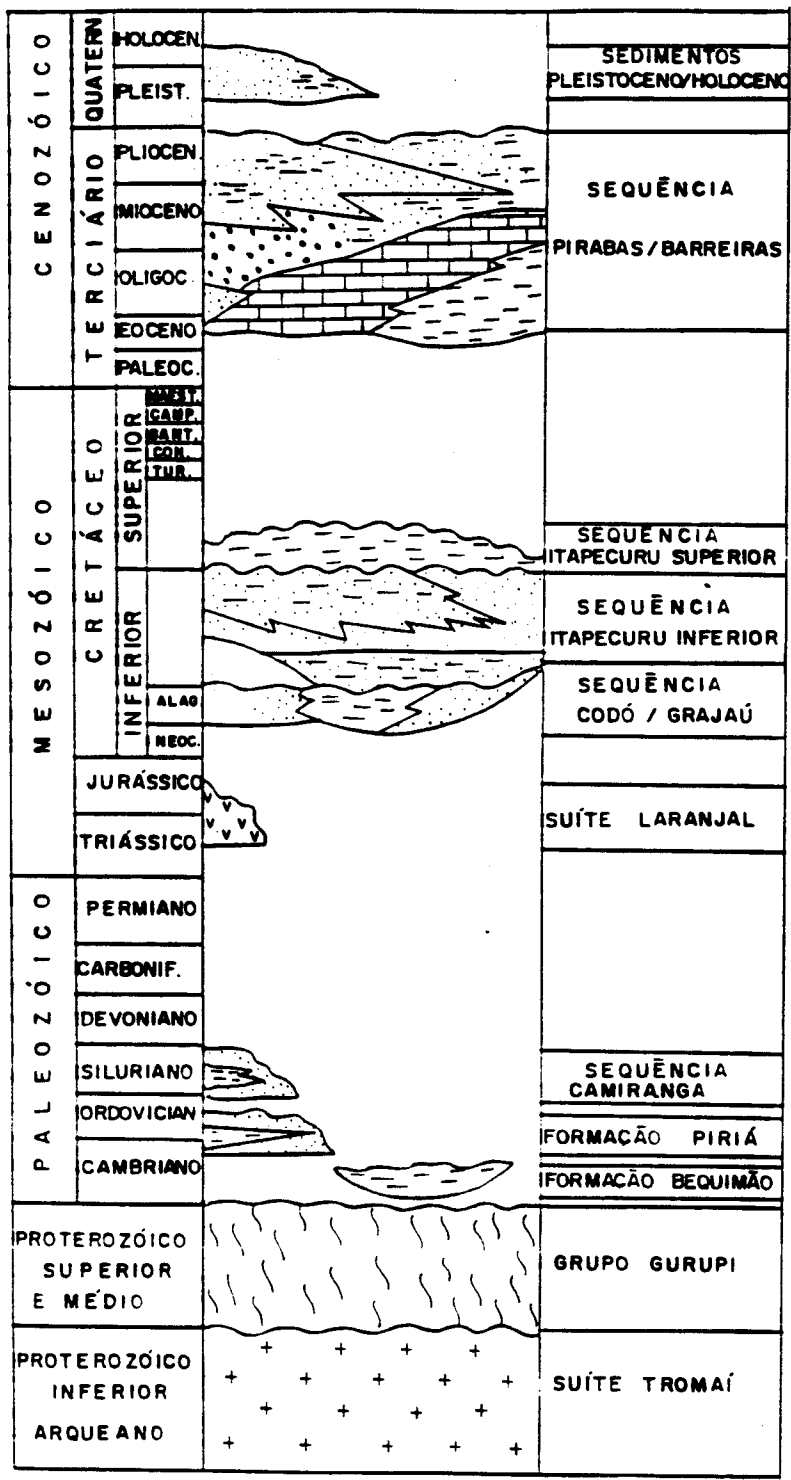 CENOZÓICO
QUATERN
HOLOCEN.
PLEIST.
TERCIÁRIO
PLIOCEN.
MIOCENO
OLIGOC.
EOCENO
PALEOC.
MESOZÓICO
CRETÁCEO
SUPERIOR
MAEST.
CAMP.
SANT.
CON.
TUR.
INFERIOR
ALAG
NEOC.
JURÁSSICO
TRIÁSSICO
PALEOZÓICO
PERMIANO
CARBONIF.
DEVONIANO
SILURIANO
ORDOVICIAN
CAMBRIANO
PROTEROZÓICO
SUPERIOR
E MÉDIO
PROTEROZÓICO
INFERIOR
ARQUEANO
SEDIMENTOS
PLEISTOCENO/HOLOCENO
SEQUÊNCIA
PIRABAS/BARREIRAS
SEQUÊNCIA
ITAPECURU SUPERIOR
SEQUÊNCIA
ITAPECURU INFERIOR
SEQUÊNCIA
CODÓ / GRAJAÚ
SUÍTE LARANJAL
SEQUÊNCIA
CAMIRANGA
FORMAÇÃO PIRIÁ
FORMAÇÃO BEQUIMÃO
GRUPO GURUPI
SUÍTE TROMAÍ